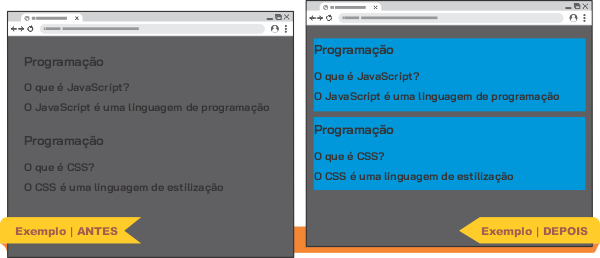 Programação
O que é JavaScript?
O JavaScript é uma linguagem de programação
Programação
O que é CSS?
O CSS é uma linguagem de estilização
Exemplo | ANTES
Programação
O que é JavaScript?
O JavaScript é uma linguagem de programação
Programação
O que é CSS?
O CSS é uma linguagem de estilização
Exemplo | DEPOIS